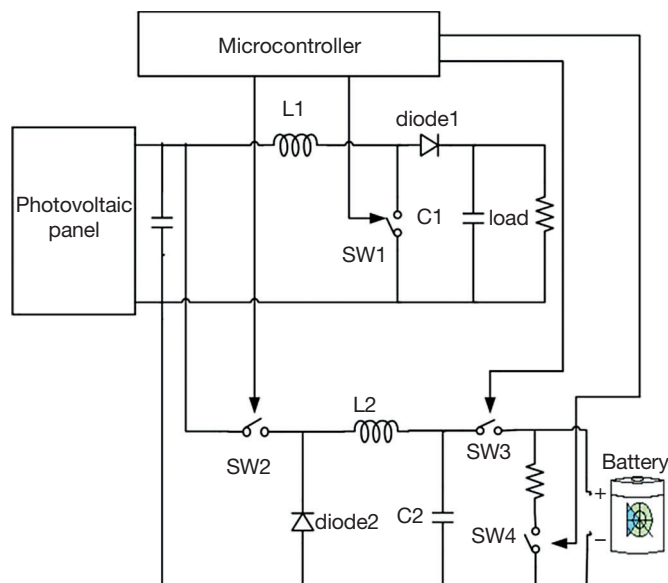 Microcontroller
L1
diode1
Photovoltaic
panel
C1
load
SW1
L2
SW2
SW3
Battery
+
diode2
C2
SW4
−